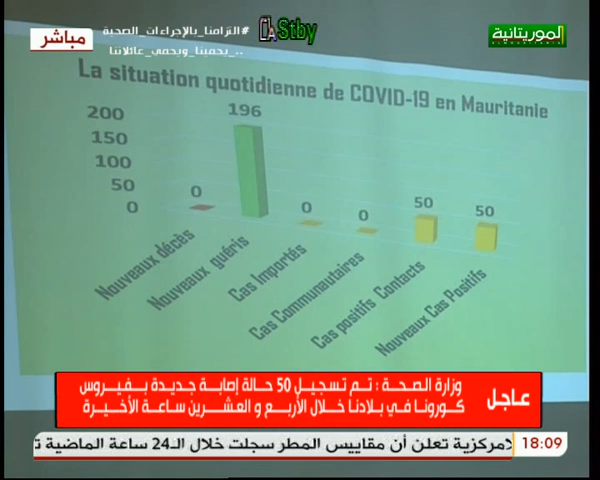 #التزامنا_بالإجراءات_الصحية
.._يحمينا_ويحمي_عائلاتنا
Stby
الموريتانية
مباشر
La situation quotidienne de COVID-19 en Mauritanie
200
150
100
50
0
0
196
0
0
50
50
Nouveaux décès
Nouveaux guéris
Cas Importés
Cas Communautaires
Cas positifs Contacts
Nouveaux Cas Positifs
عاجل
وزارة الصحة : تم تسجيل 50 حالة إصابة جديدة بفيروس
كورونا في بلادنا خلال الأربع و العشرين ساعة الأخيرة
18:09
لامركزية تعلن أن مقاييس المطر سجلت خلال الـ24 ساعة الماضية